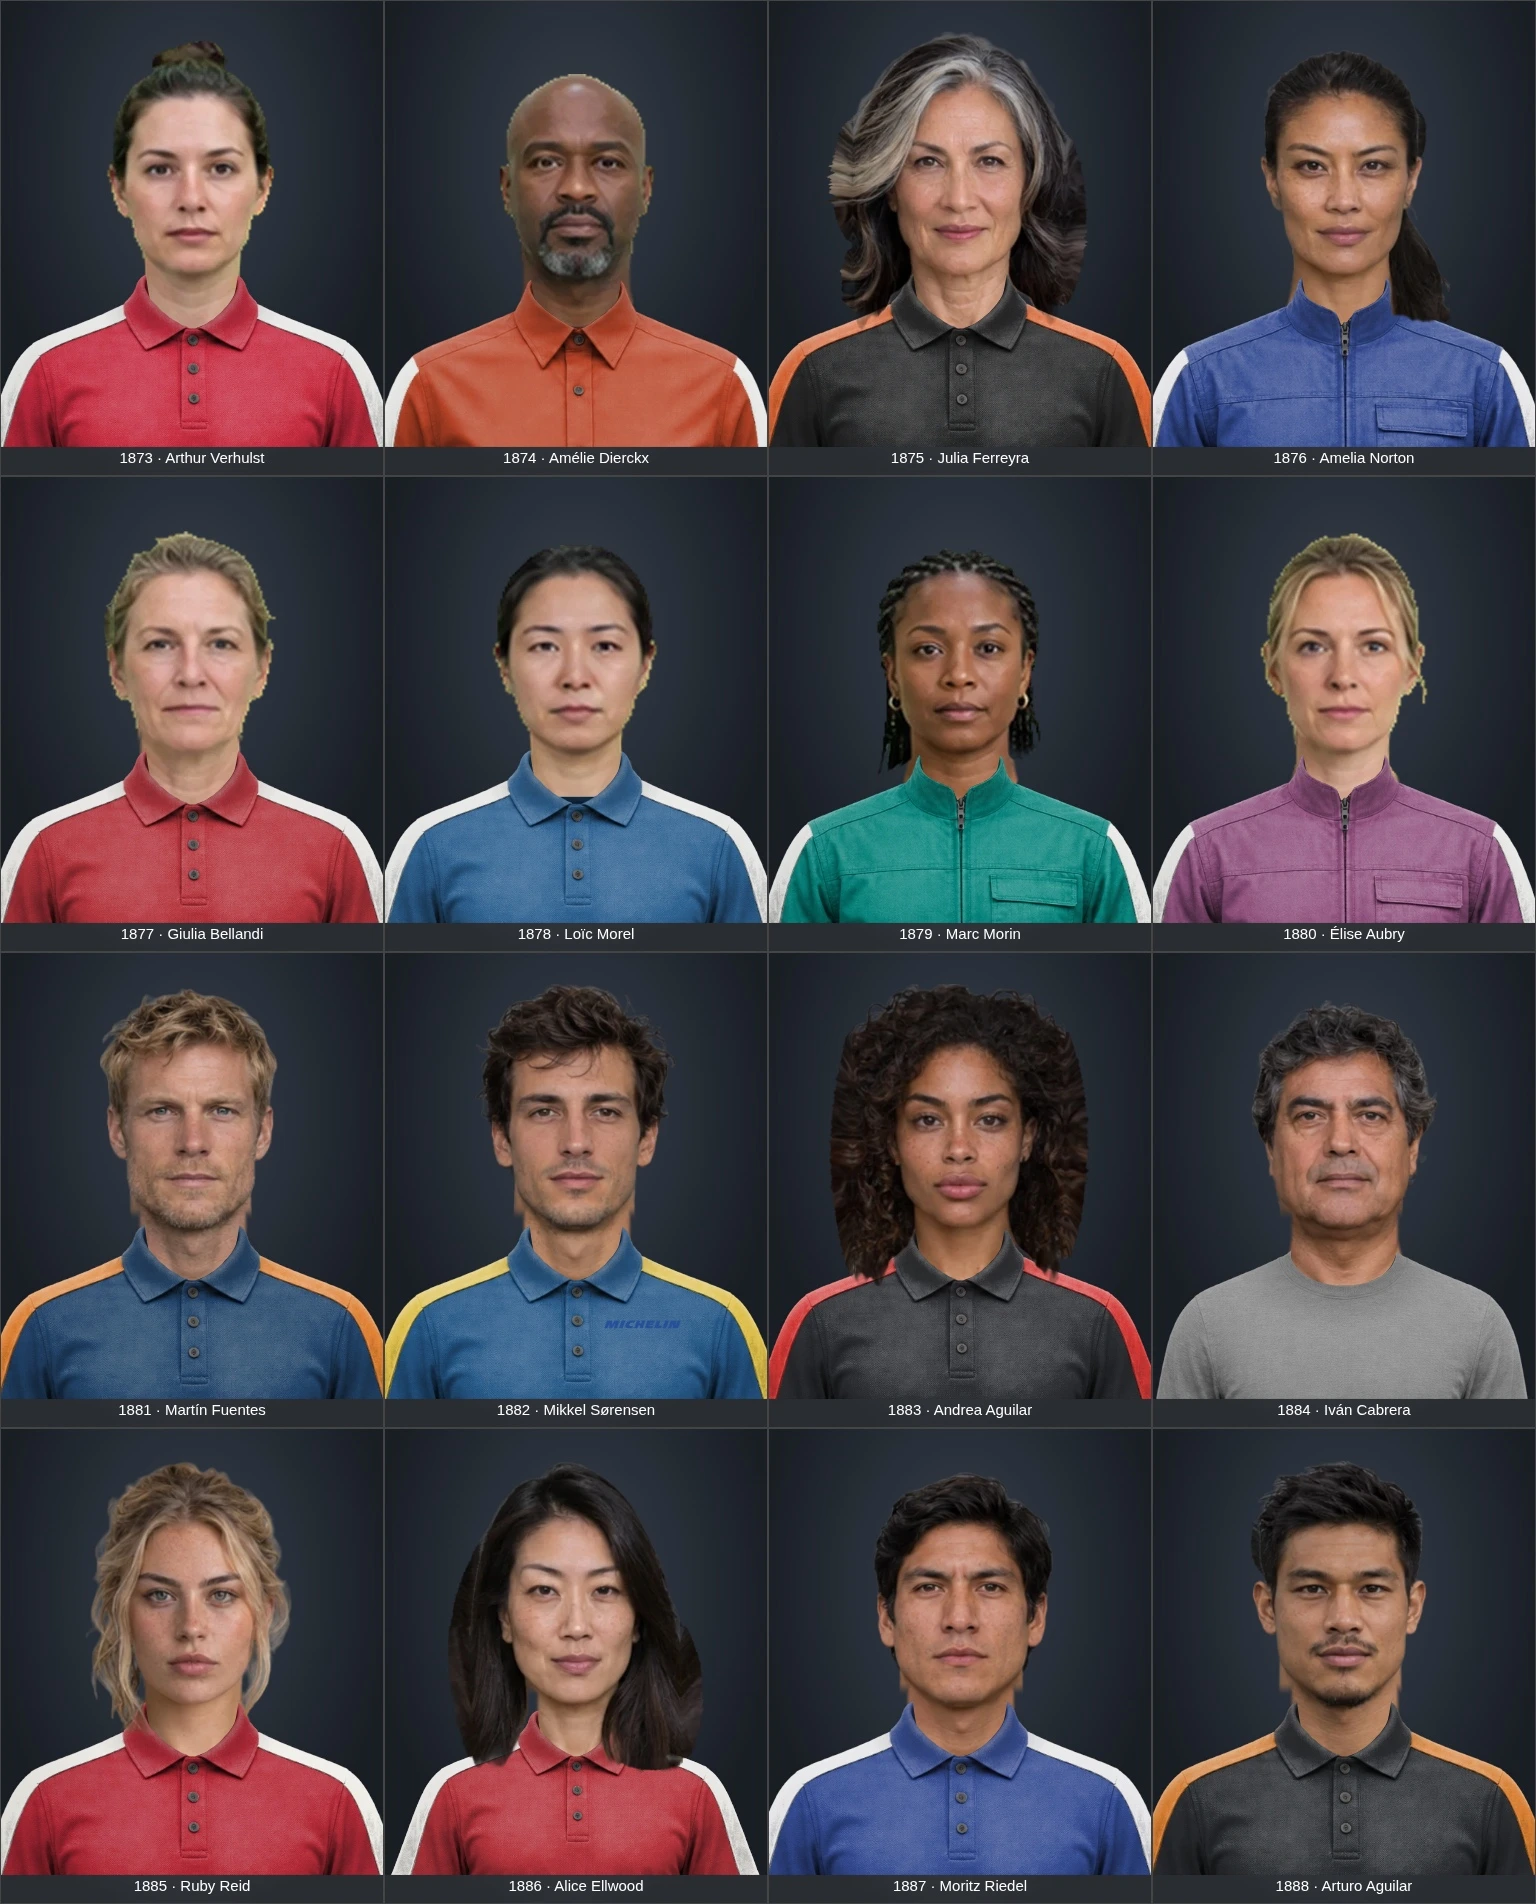 1873 · Arthur Verhulst
1874 · Amélie Dierckx
1875 · Julia Ferreyra
1876 · Amelia Norton
1877 · Giulia Bellandi
1878 · Loïc Morel
1879 · Marc Morin
1880 · Élise Aubry
MICHELIN
1881 · Martín Fuentes
1882 · Mikkel Sørensen
1883 · Andrea Aguilar
1884 · Iván Cabrera
1885 · Ruby Reid
1886 · Alice Ellwood
1887 · Moritz Riedel
1888 · Arturo Aguilar